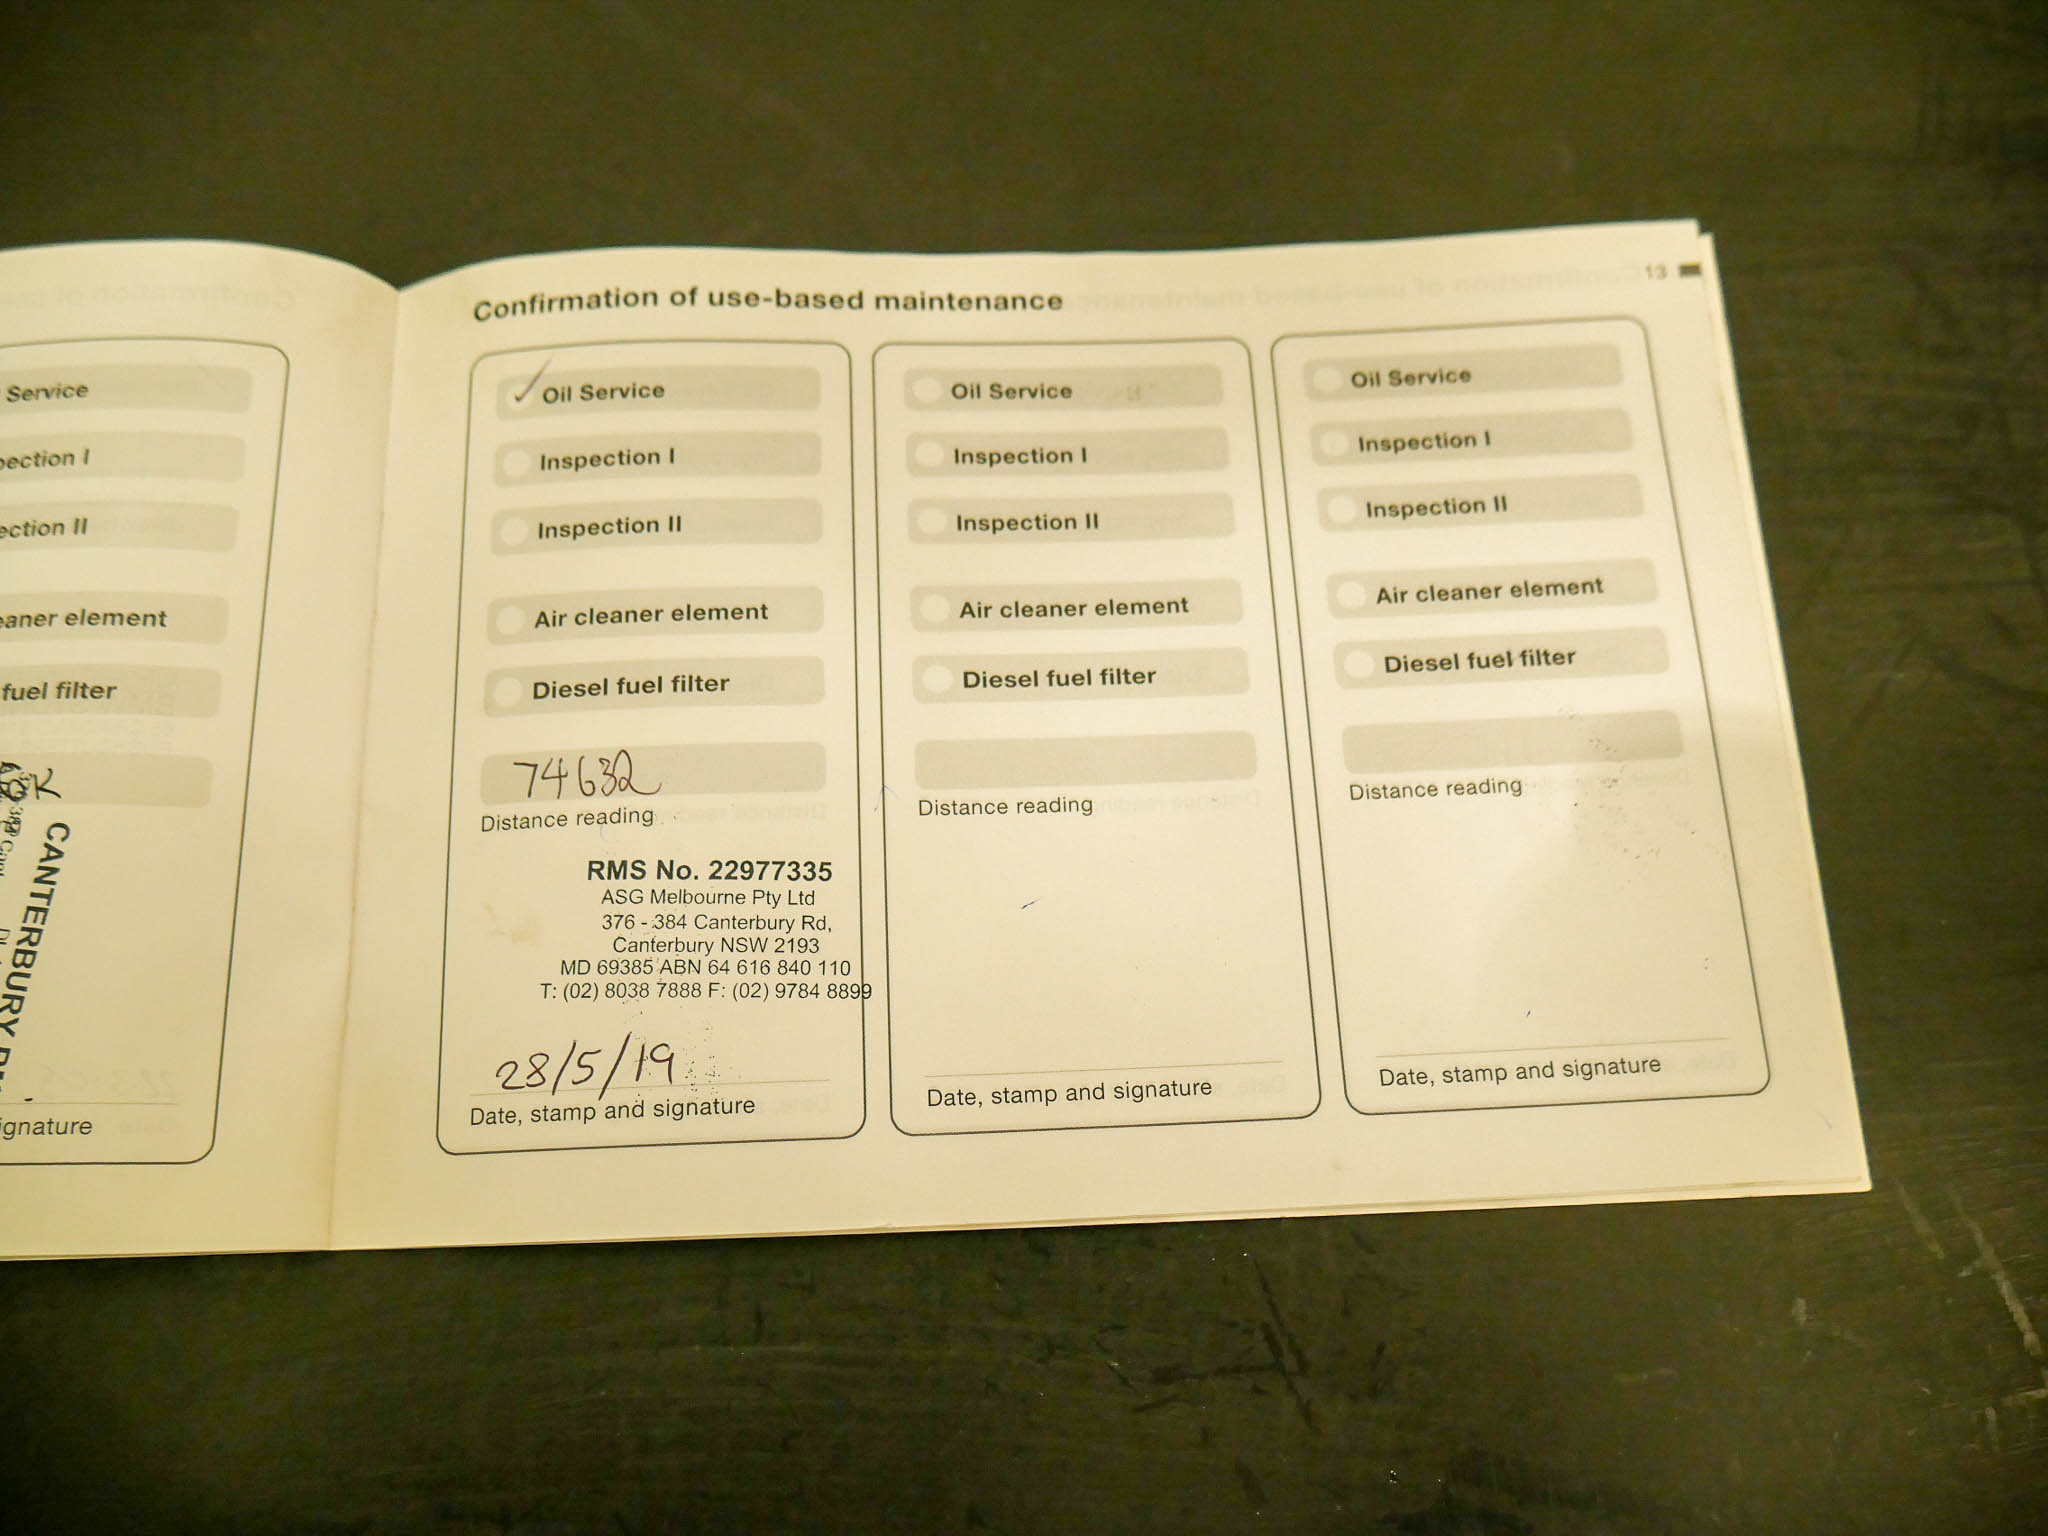 Service
Inspection I
Inspection II
cleaner element
fuel filter
CANTERBURY
signature
Confirmation of use-based maintenance
13
Oil Service
Inspection I
Inspection II
Air cleaner element
Diesel fuel filter
74632
Distance reading
RMS No. 22977335
ASG Melbourne Pty Ltd
376 - 384 Canterbury Rd,
Canterbury NSW 2193
MD 69385 ABN 64 616 840 110
T: (02) 8038 7888 F: (02) 9784 8899
28/5/19
Date, stamp and signature
Oil Service
Inspection I
Inspection II
Air cleaner element
Diesel fuel filter
Distance reading
Date, stamp and signature
Oil Service
Inspection I
Inspection II
Air cleaner element
Diesel fuel filter
Distance reading
Date, stamp and signature